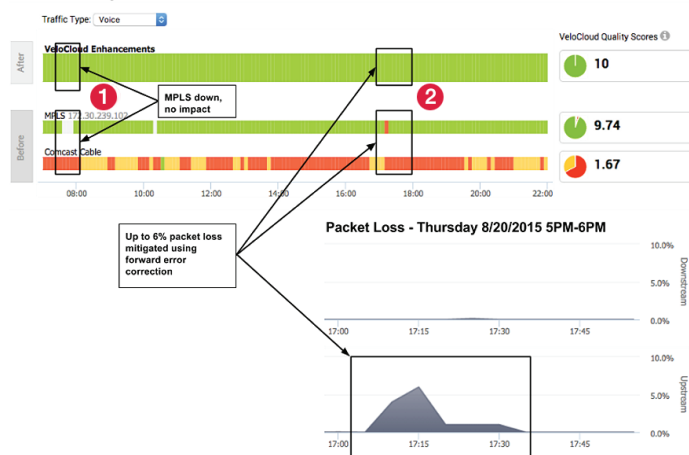 Traffic Type: Voice
VeloCloud Quality Scores
After
VeloCloud Enhancements
10
1
MPLS down,
no impact
2
Before
MPLS 172.30.239.102
9.74
Comcast Cable
1.67
08:00 10:00 12:00 14:00 16:00 18:00 20:00 22:00
Up to 6% packet loss
mitigated using
forward error
correction
Packet Loss - Thursday 8/20/2015 5PM-6PM
10.0%
5.0%
0.0%
Downstream
17:00 17:15 17:30 17:45
10.0%
5.0%
0.0%
Upstream
17:00 17:15 17:30 17:45